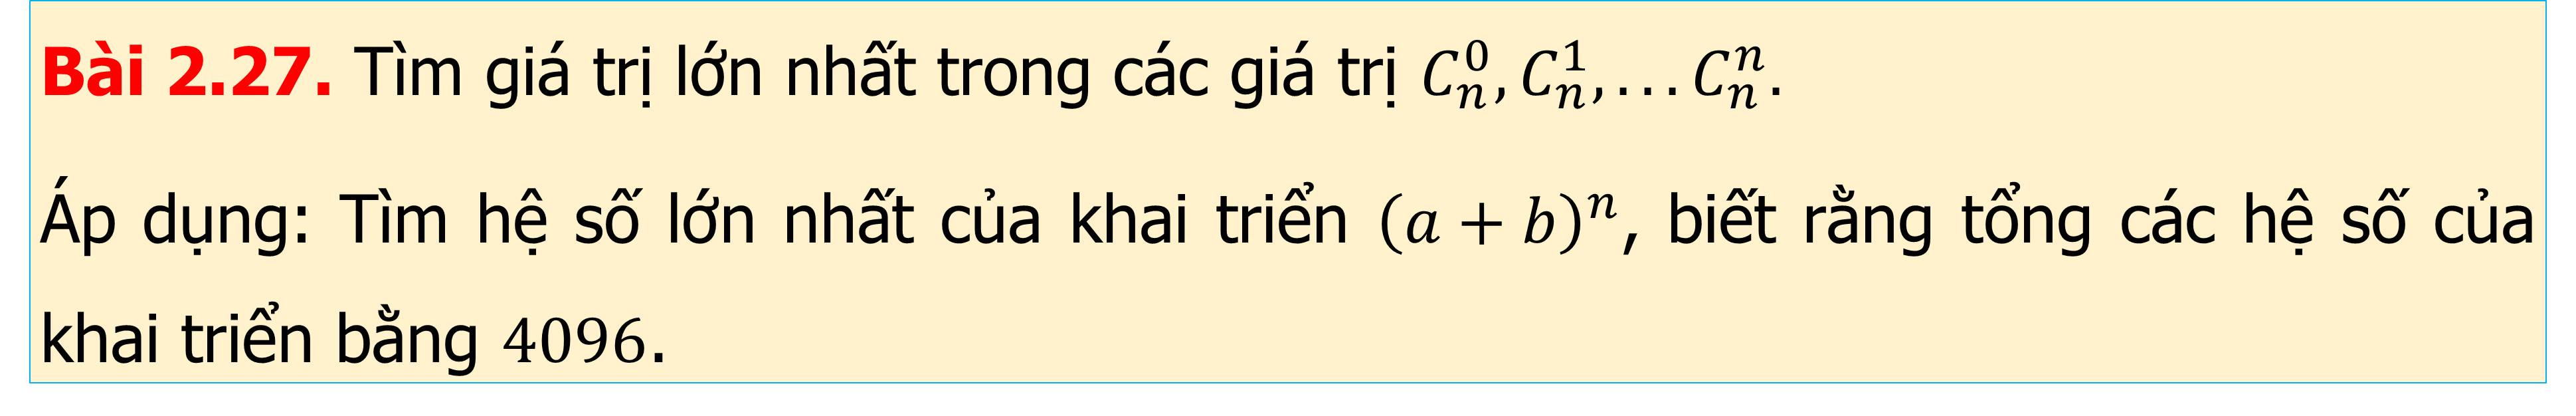 Bài 2.27. Tìm giá trị lớn nhất trong các giá trị $C_n^0, C_n^1, \ldots C_n^n$.
Áp dụng: Tìm hệ số lớn nhất của khai triển $(a + b)^n$, biết rằng tổng các hệ số của
khai triển bằng 4096.